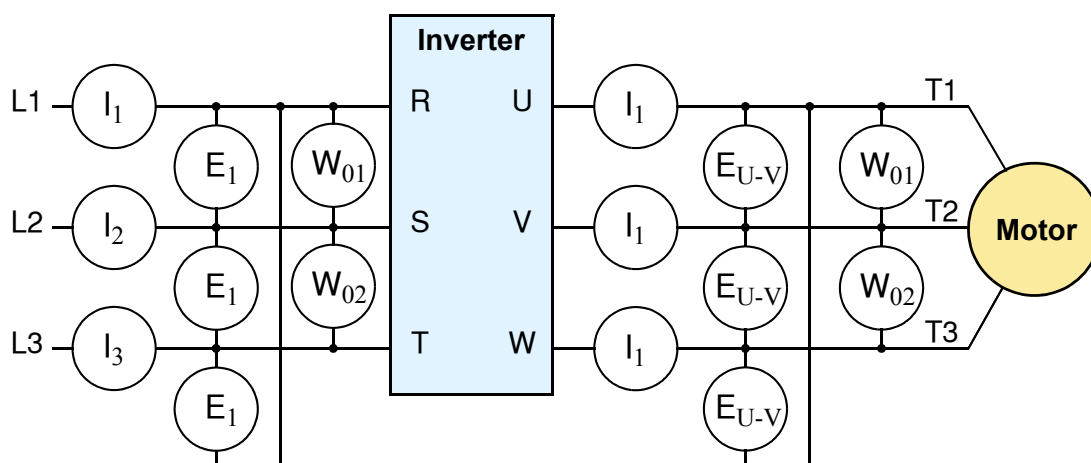 Inverter
L1 I1 R U I1 T1
E1 W01 EU-V W01
L2 I2 S V I1 T2 Motor
E1 W02 EU-V W02
L3 I3 T W I1 T3
E1 EU-V